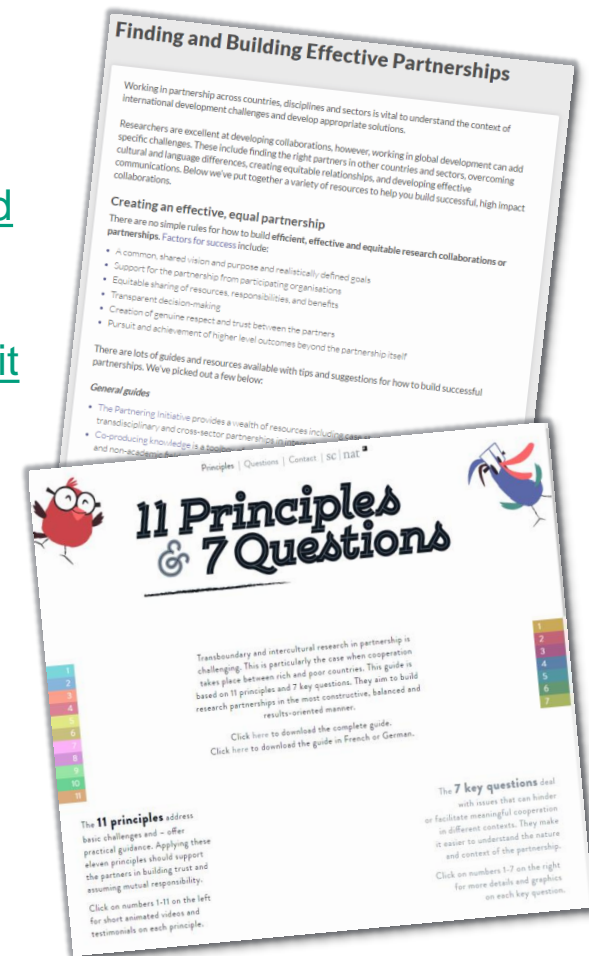 d
it
Finding and Building Effective Partnerships
Working in partnership across countries, disciplines and sectors is vital to understand the context of
international development challenges and develop appropriate solutions.
Researchers are excellent at developing collaborations, however, working in global development can add
specific challenges. These include finding the right partners in other countries and sectors, overcoming
cultural and language differences, creating equitable relationships, and developing effective
communications. Below we've put together a variety of resources to help you build successful, high impact
collaborations.
Creating an effective, equal partnership
There are no simple rules for how to build efficient, effective and equitable research collaborations or
partnerships. Factors for success include:
• A common, shared vision and purpose and realistically defined goals
• Support for the partnership from participating organisations
• Equitable sharing of resources, responsibilities, and benefits
• Transparent decision-making
• Creation of genuine respect and trust between the partners
• Pursuit and achievement of higher level outcomes beyond the partnership itself
There are lots of guides and resources available with tips and suggestions for how to build successful
partnerships. We've picked out a few below:
General guides
• The Partnering Initiative provides a wealth of resources including
transdisciplinary and cross-sector partnerships in
• Co-producing knowledge is a
and non-academic
Principles | Questions | Contact | sc | nat
11 Principles
& 7 Questions
Transboundary and intercultural research in partnership is
challenging. This is particularly the case when cooperation
takes place between rich and poor countries. This guide is
based on 11 principles and 7 key questions. They aim to build
research partnerships in the most constructive, balanced and
results-oriented manner.
Click here to download the complete guide.
Click here to download the guide in French or German.
1
2
3
4
5
6
7
8
9
10
11
1
2
3
4
5
6
7
The 11 principles address
basic challenges and – offer
practical guidance. Applying these
eleven principles should support
the partners in building trust and
assuming mutual responsibility.
Click on numbers 1-11 on the left
for short animated videos and
testimonials on each principle.
The 7 key questions deal
with issues that can hinder
or facilitate meaningful cooperation
in different contexts. They make
it easier to understand the nature
and context of the partnership.
Click on numbers 1-7 on the right
for more details and graphics
on each key question.